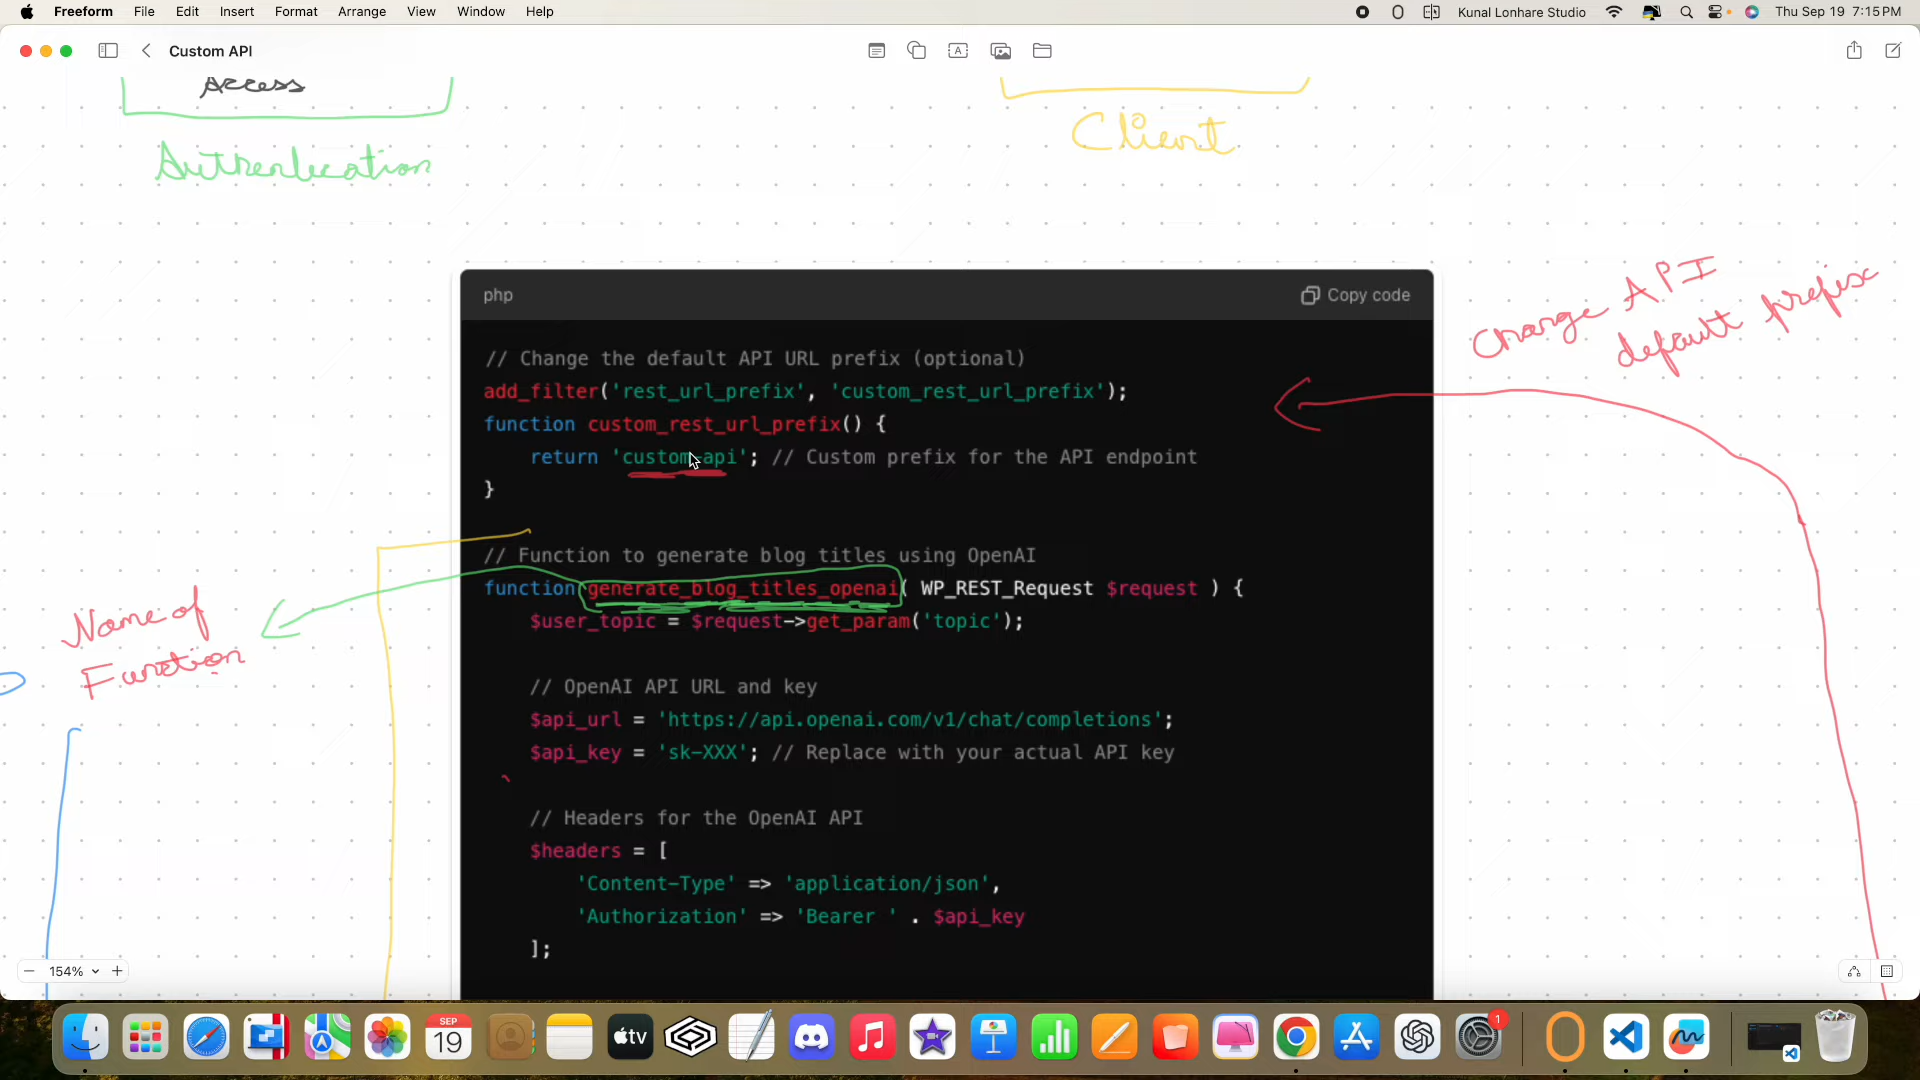 Freeform File Edit Insert Format Arrange View Window Help Kunal Lonhare Studio Thu Sep 19 7:15 PM
Custom API
Access
Authentication
Client
Change API
default prefix
php Copy code
// Change the default API URL prefix (optional)
add_filter('rest_url_prefix', 'custom_rest_url_prefix');
function custom_rest_url_prefix() {
return 'custom-api'; // Custom prefix for the API endpoint
}
// Function to generate blog titles using OpenAI
function generate_blog_titles_openai( WP_REST_Request $request ) {
$user_topic = $request->get_param('topic');
Name of
Function
// OpenAI API URL and key
$api_url = 'https://api.openai.com/v1/chat/completions';
$api_key = 'sk-XXX'; // Replace with your actual API key
// Headers for the OpenAI API
$headers = [
'Content-Type' => 'application/json',
'Authorization' => 'Bearer ' . $api_key
];
154%
SEP
19
tv
1